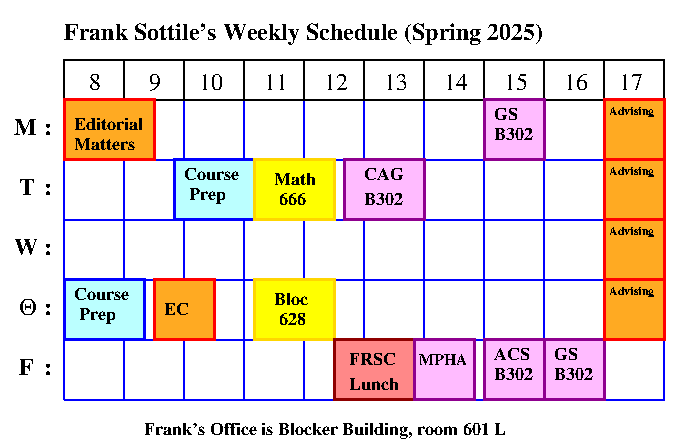 Frank Sottile's Weekly Schedule (Spring 2025)
8 9 10 11 12 13 14 15 16 17
M :
Editorial
Matters
GS
B302
Advising
T :
Course
Prep
Math
666
CAG
B302
Advising
W :
Advising
Θ :
Course
Prep
EC
Bloc
628
Advising
F :
FRSC
Lunch
MPHA
ACS
B302
GS
B302
Frank's Office is Blocker Building, room 601 L